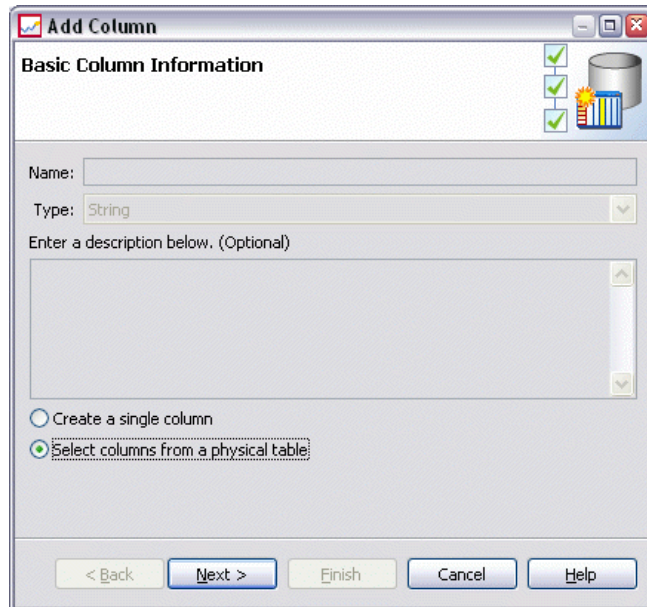 Add Column
Basic Column Information
Name:
Type: String
Enter a description below. (Optional)
Create a single column
Select columns from a physical table
< Back Next > Finish Cancel Help